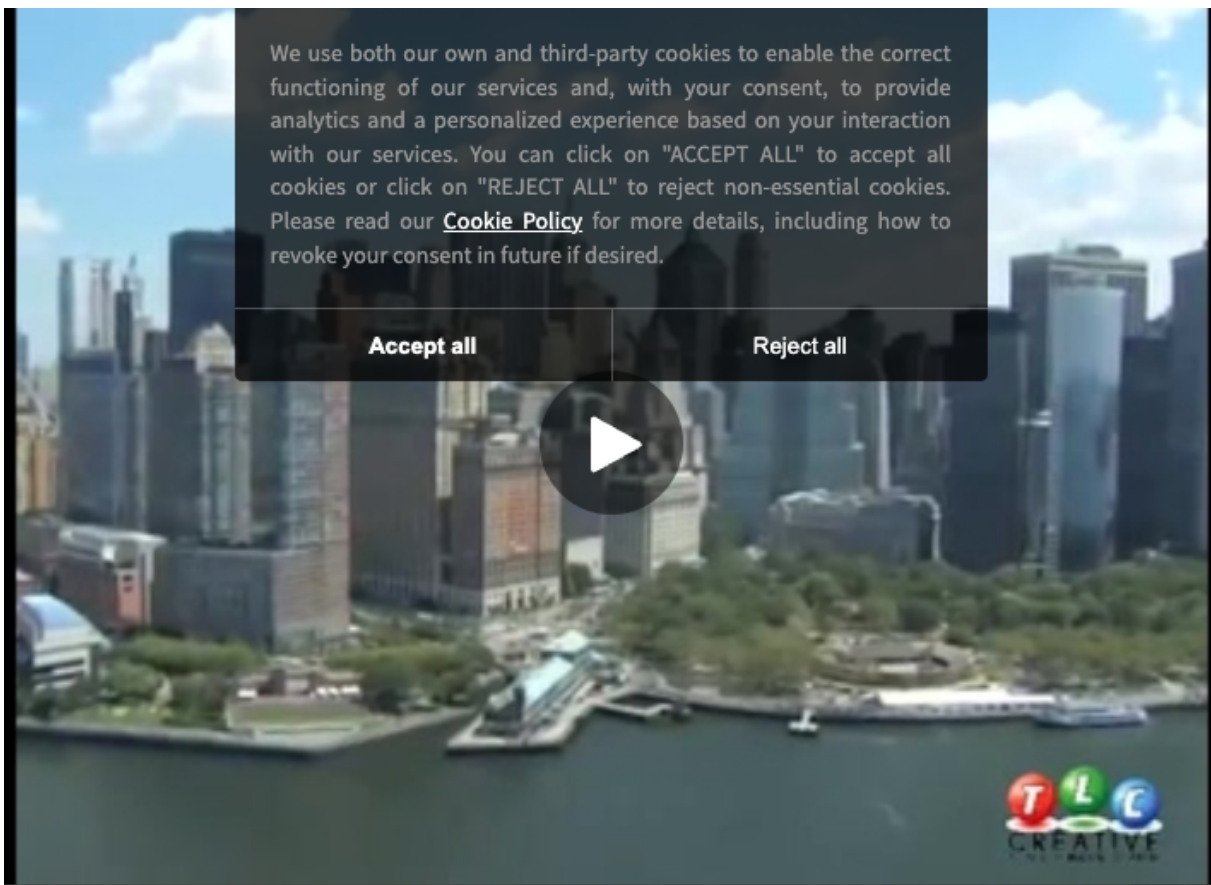 We use both our own and third-party cookies to enable the correct
functioning of our services and, with your consent, to provide
analytics and a personalized experience based on your interaction
with our services. You can click on "ACCEPT ALL" to accept all
cookies or click on "REJECT ALL" to reject non-essential cookies.
Please read our Cookie Policy for more details, including how to
revoke your consent in future if desired.
Accept all
Reject all
TLC
CREATIVE